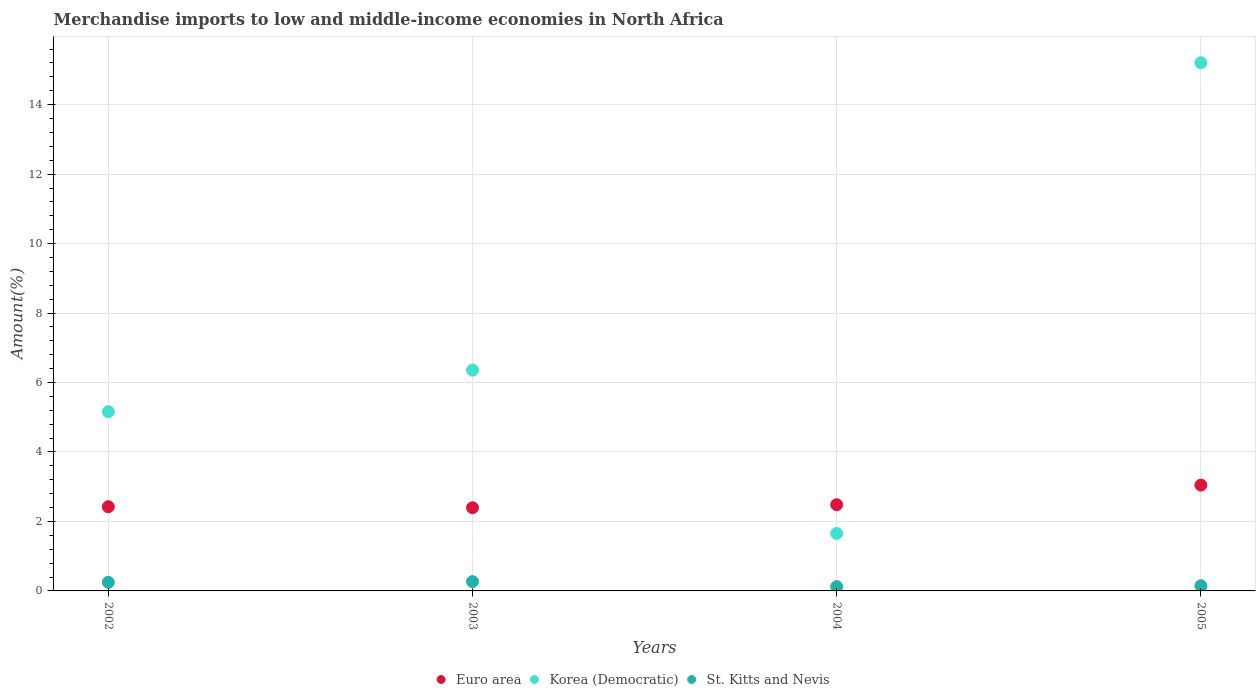 Merchandise imports to low and middle-income economies in North Africa
Amount(%)
14
12
10
8
6
4
2
0
2002
2003
2004
2005
Years
Euro area
Korea (Democratic)
St. Kitts and Nevis